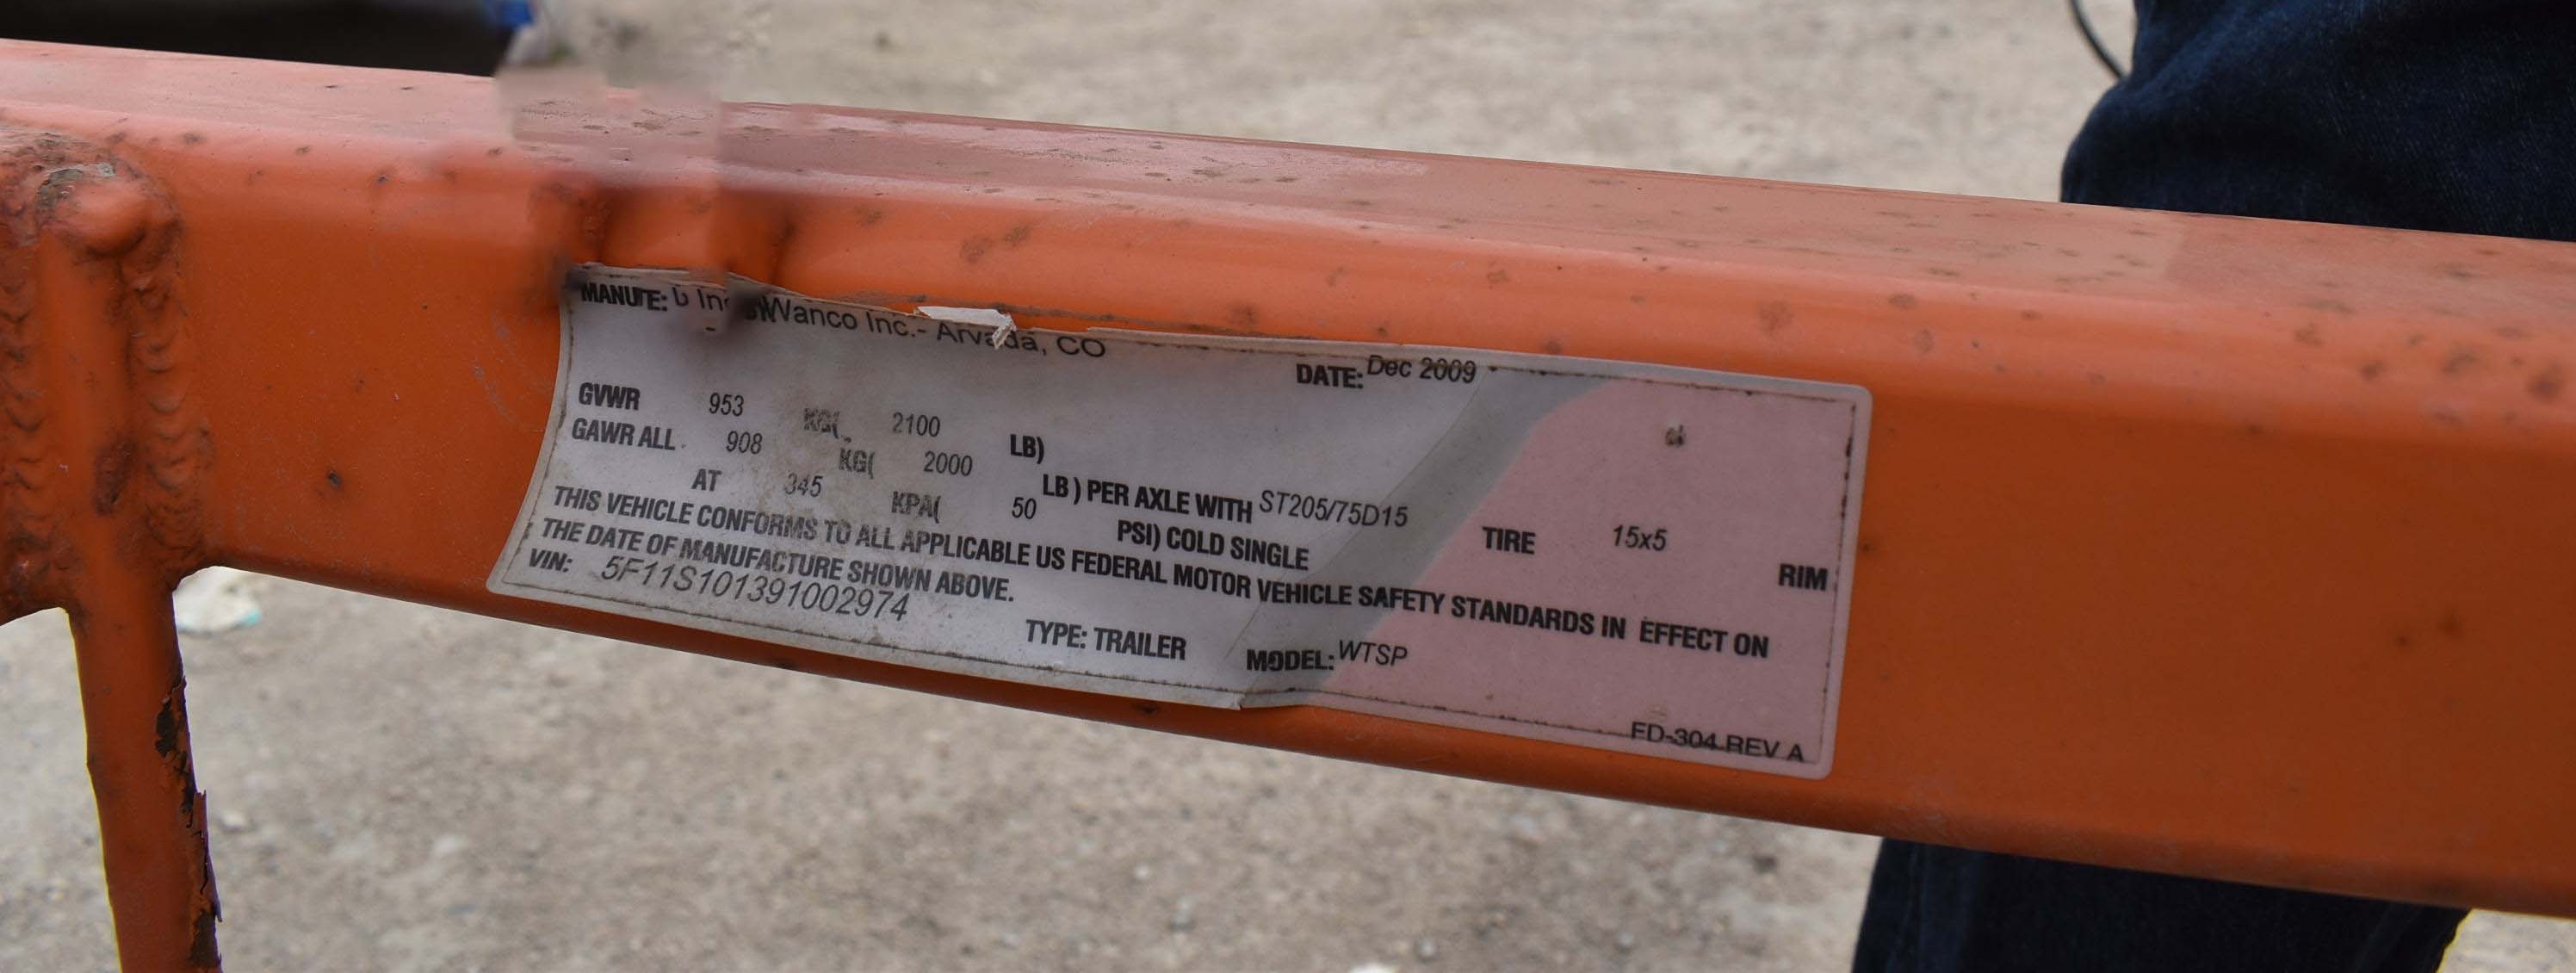 MANUTE: Wanco Inc.- Arvada, CO
DATE: Dec 2009
GVWR 953 KG( 2100 LB)
GAWR ALL 908 KG( 2000 LB ) PER AXLE WITH ST205/75D15 TIRE 15x5 RIM
AT 345 KPA( 50 PSI) COLD SINGLE
THIS VEHICLE CONFORMS TO ALL APPLICABLE US FEDERAL MOTOR VEHICLE SAFETY STANDARDS IN EFFECT ON
THE DATE OF MANUFACTURE SHOWN ABOVE.
VIN: 5F11S101391002974 TYPE: TRAILER MODEL: WTSP
FD-304 REV A